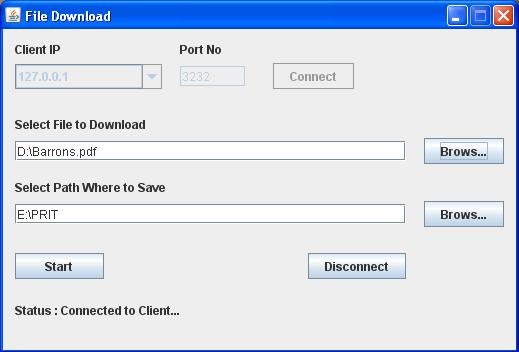 File Download
Client IP Port No
127.0.0.1 3232 Connect
Select File to Download
D:\Barrons.pdf Brows...
Select Path Where to Save
E:\PRIT Brows...
Start Disconnect
Status : Connected to Client...